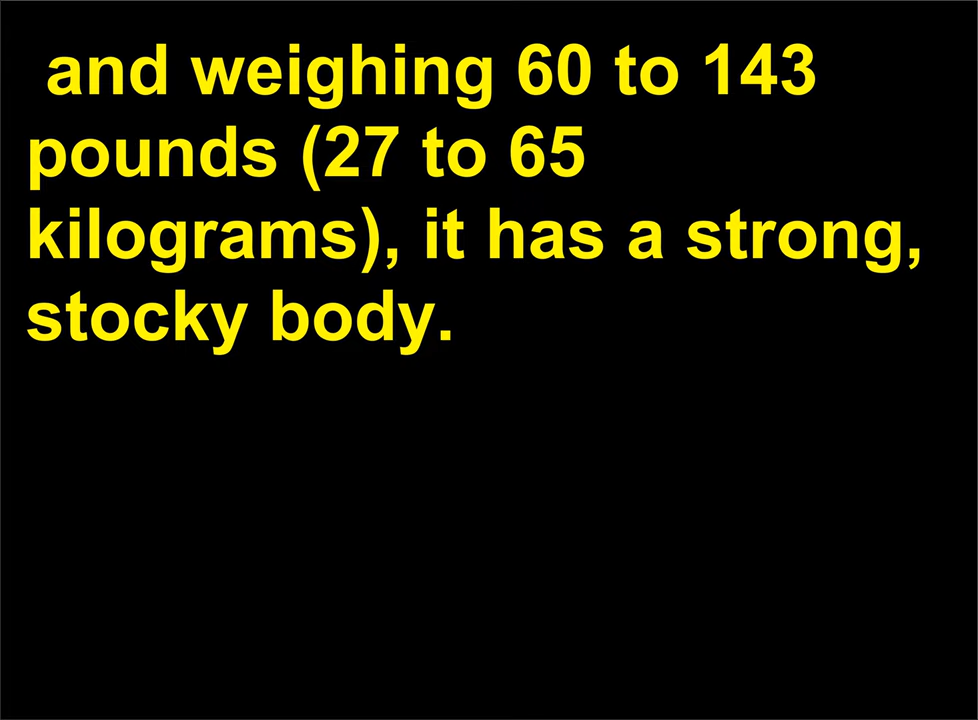 and weighing 60 to 143
pounds (27 to 65
kilograms), it has a strong,
stocky body.